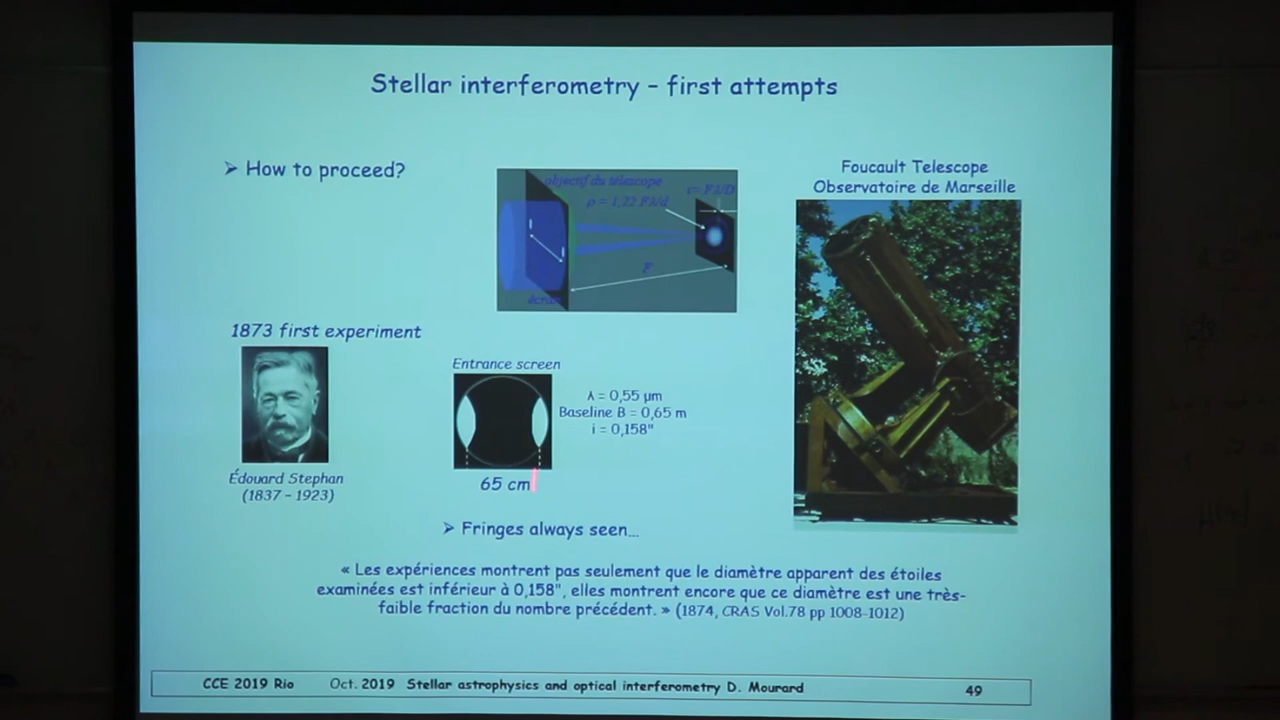 Stellar interferometry – first attempts
➢ How to proceed?
objectif du télescope
ρ = 1,22 Fλ/d
i = Fλ/D
F
écran
Foucault Telescope
Observatoire de Marseille
1873 first experiment
Édouard Stephan
(1837 – 1923)
Entrance screen
65 cm
λ = 0,55 µm
Baseline B = 0,65 m
i = 0,158"
➢ Fringes always seen…
« Les expériences montrent pas seulement que le diamètre apparent des étoiles
examinées est inférieur à 0,158", elles montrent encore que ce diamètre est une très-
faible fraction du nombre précédent. » (1874, CRAS Vol.78 pp 1008-1012)
CCE 2019 Rio Oct. 2019 Stellar astrophysics and optical interferometry D. Mourard 49